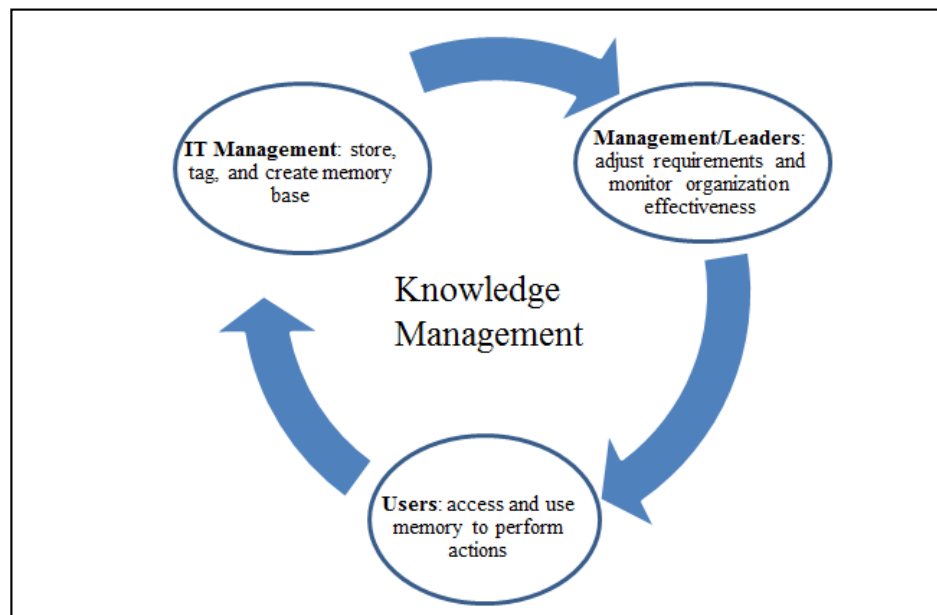 IT Management: store,
tag, and create memory
base
Management/Leaders:
adjust requirements and
monitor organization
effectiveness
Knowledge
Management
Users: access and use
memory to perform
actions